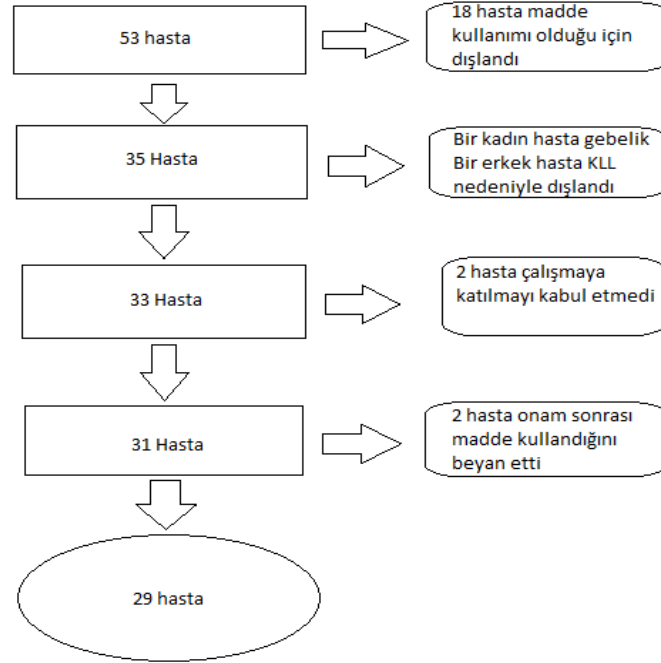 53 hasta
18 hasta madde
kullanımı olduğu için
dışlandı
35 Hasta
Bir kadın hasta gebelik
Bir erkek hasta KLL
nedeniyle dışlandı
33 Hasta
2 hasta çalışmaya
katılmayı kabul etmedi
31 Hasta
2 hasta onam sonrası
madde kullandığını
beyan etti
29 hasta